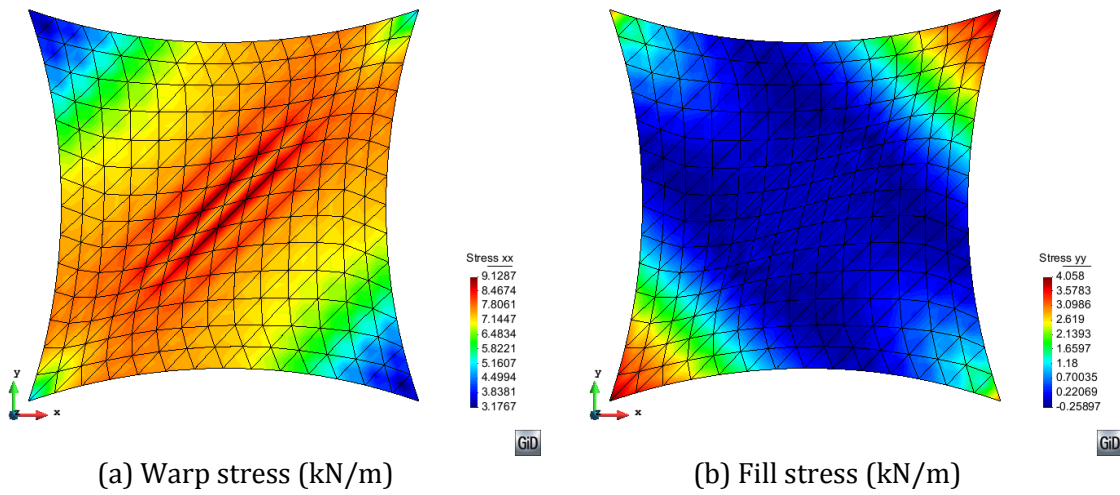 Stress xx
9.1287
8.4674
7.8061
7.1447
6.4834
5.8221
5.1607
4.4994
3.8381
3.1767
y
z
x
GiD
(a) Warp stress (kN/m)
Stress yy
4.058
3.5783
3.0986
2.619
2.1393
1.6597
1.18
0.70035
0.22069
-0.25897
y
z
x
GiD
(b) Fill stress (kN/m)